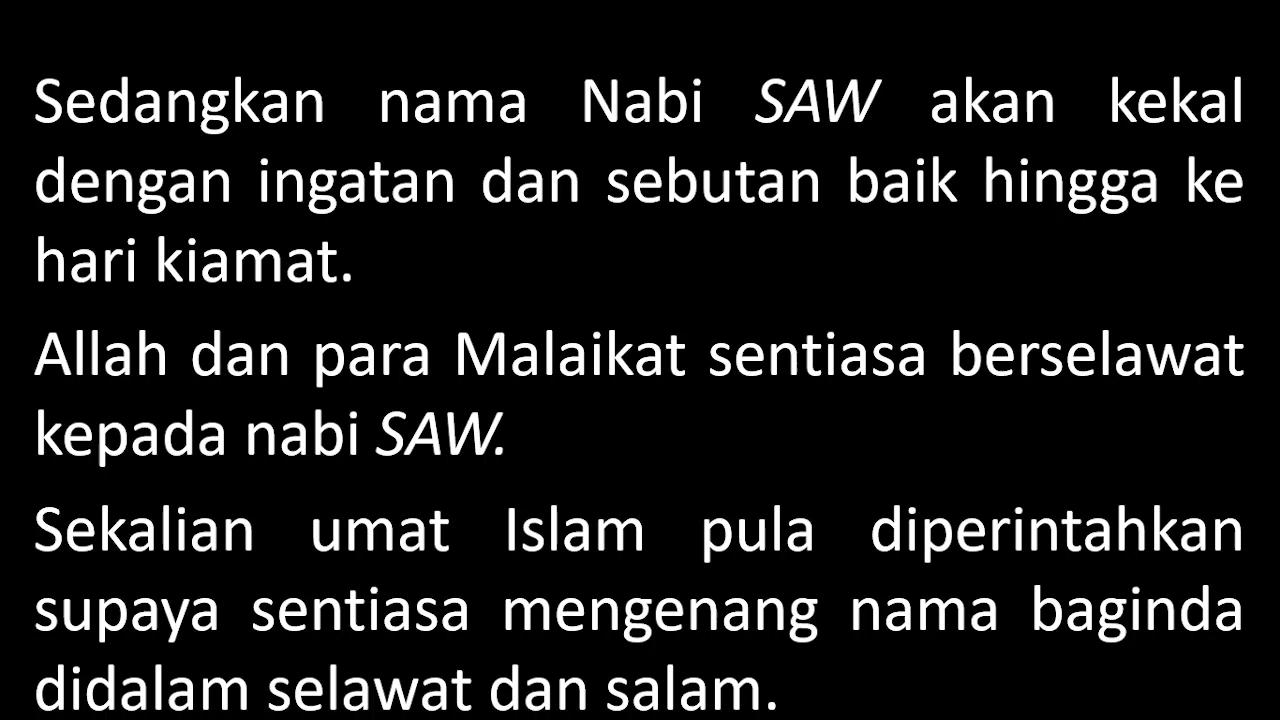 Sedangkan nama Nabi SAW akan kekal
dengan ingatan dan sebutan baik hingga ke
hari kiamat.
Allah dan para Malaikat sentiasa berselawat
kepada nabi SAW.
Sekalian umat Islam pula diperintahkan
supaya sentiasa mengenang nama baginda
didalam selawat dan salam.